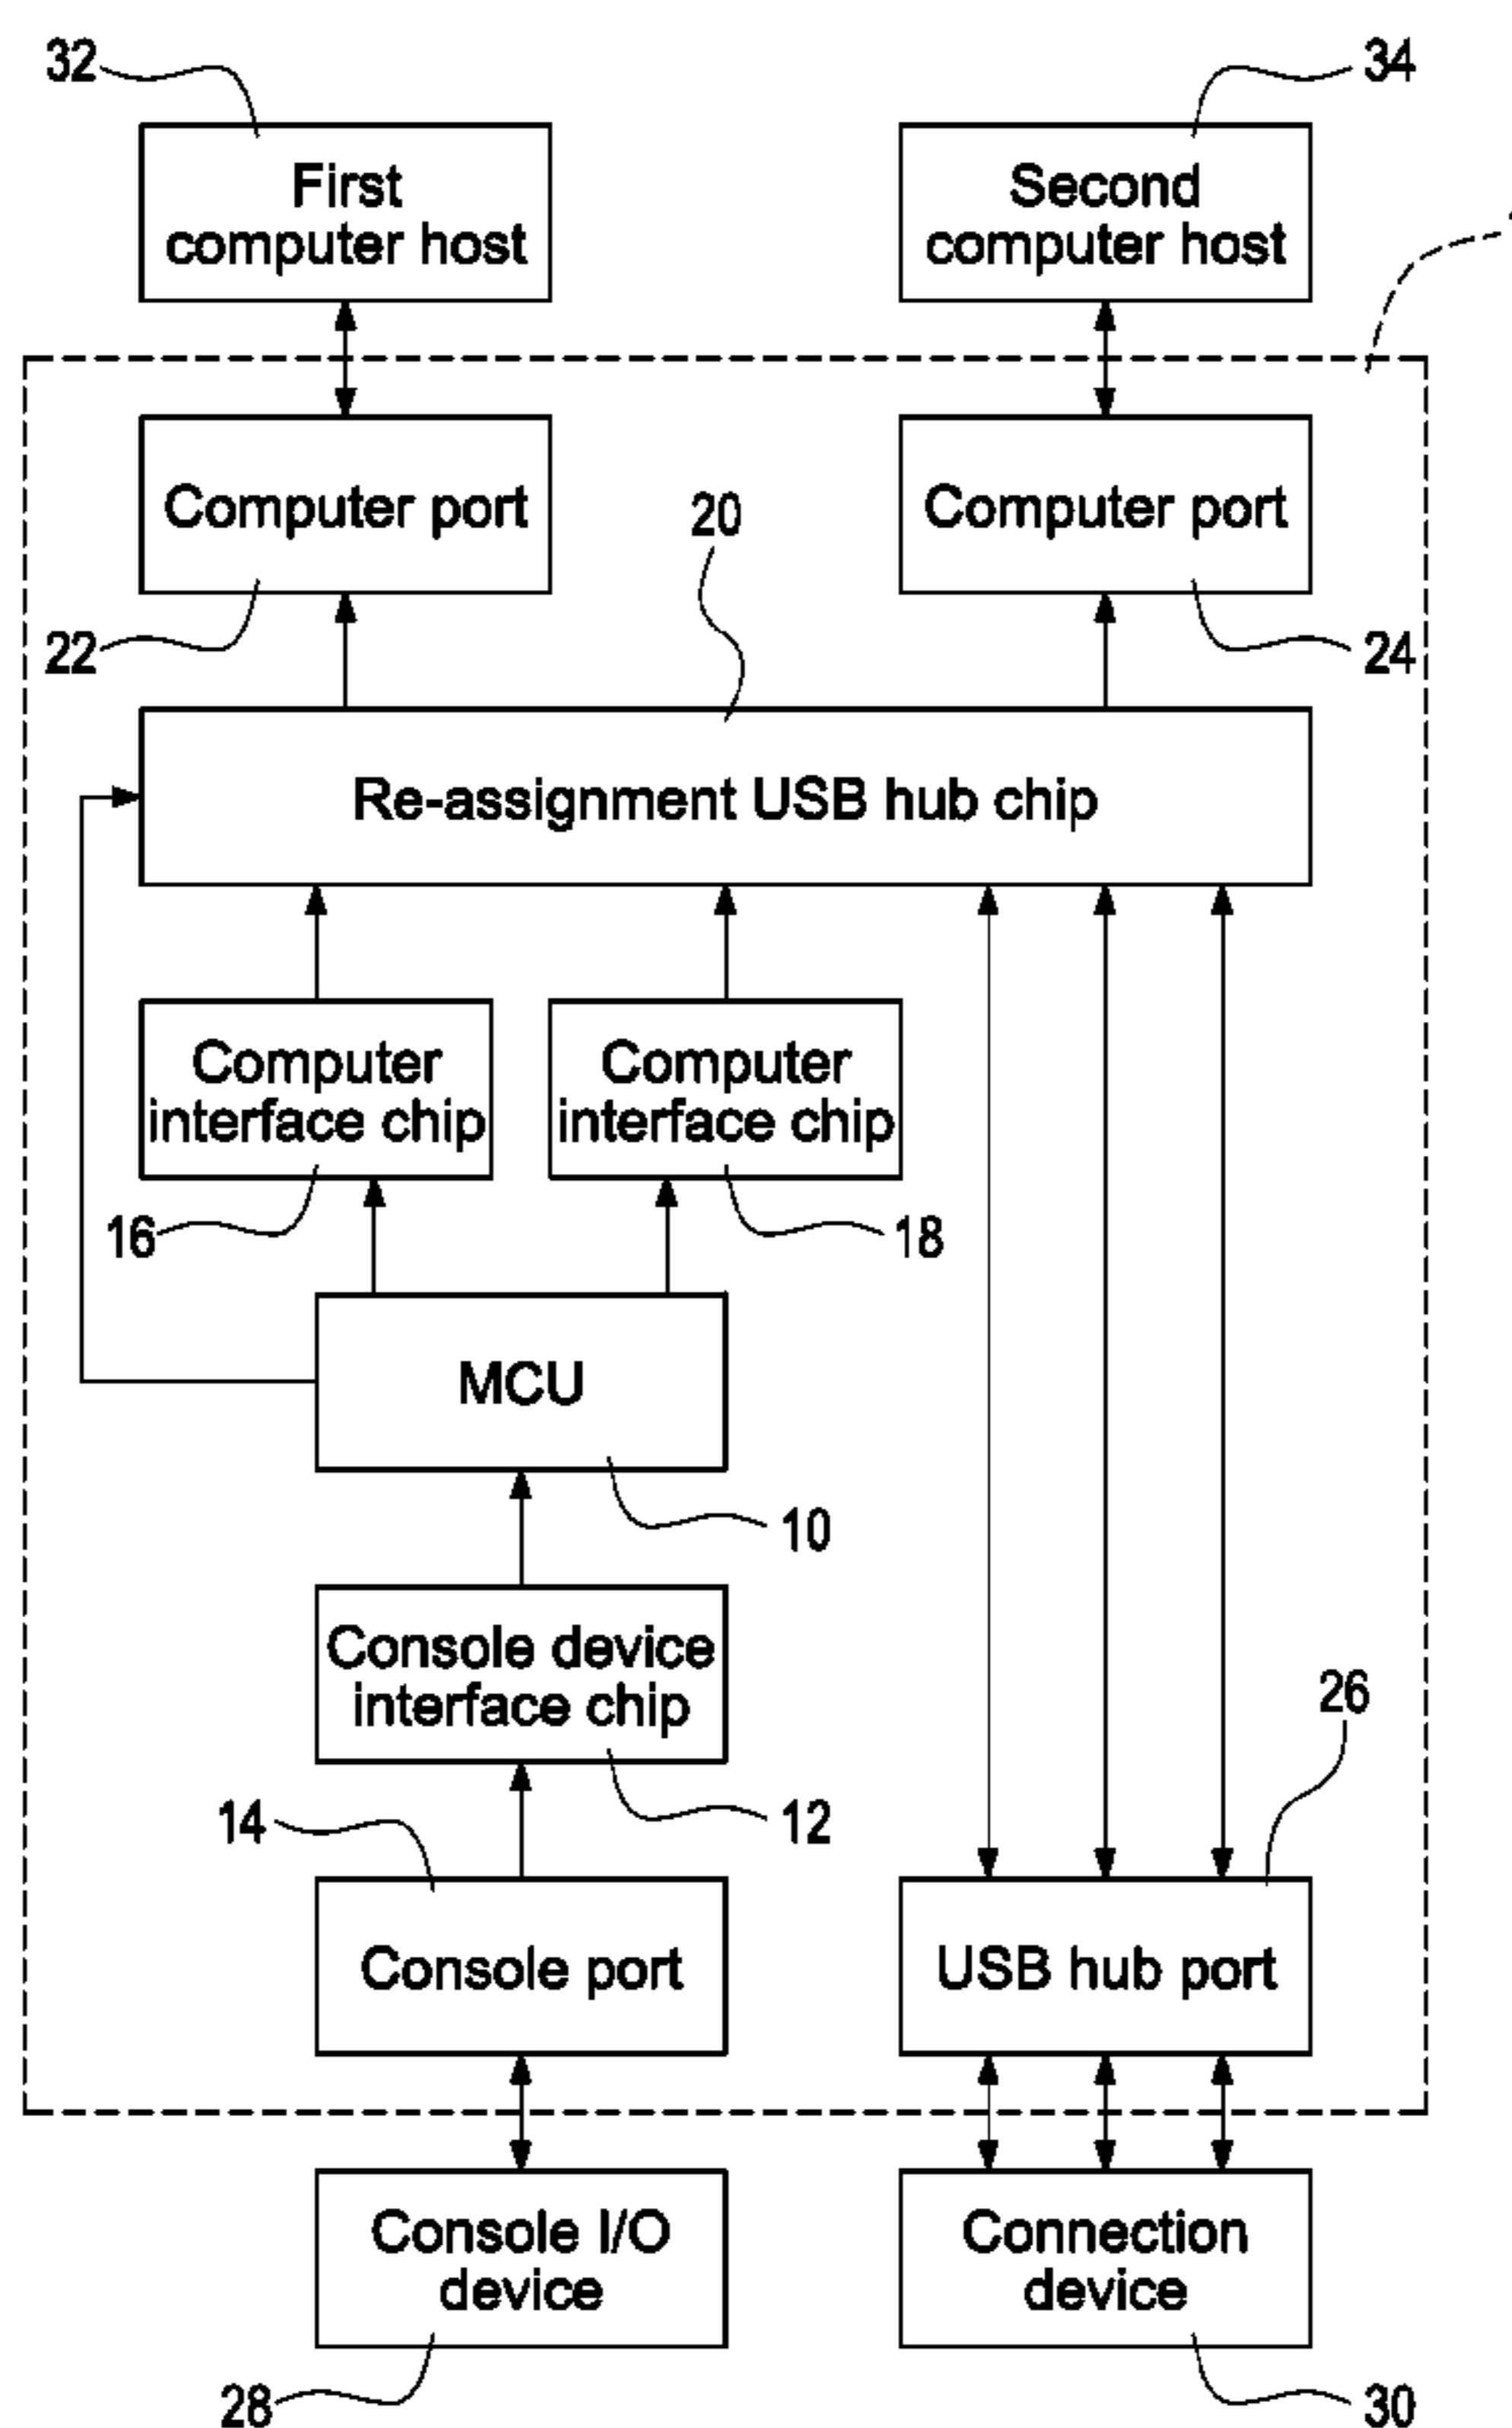 32
34
First
computer host
Second
computer host
Computer port
Computer port
20
22
24
Re-assignment USB hub chip
Computer
interface chip
Computer
interface chip
16
18
MCU
10
Console device
interface chip
26
14
12
Console port
USB hub port
Console I/O
device
Connection
device
28
30